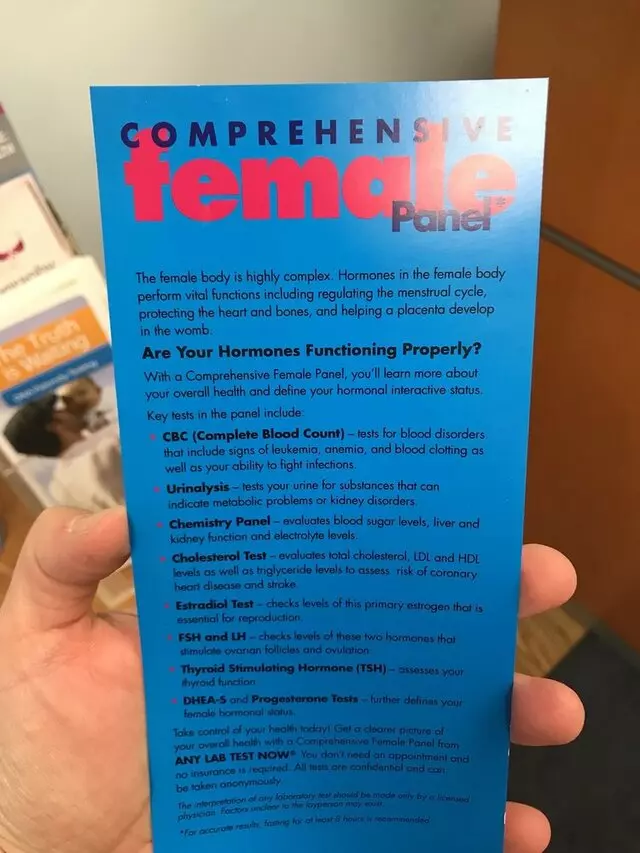 COMPREHENSIVE
female
Panel*
The female body is highly complex. Hormones in the female body
perform vital functions including regulating the menstrual cycle,
protecting the heart and bones, and helping a placenta develop
in the womb.
Are Your Hormones Functioning Properly?
With a Comprehensive Female Panel, you'll learn more about
your overall health and define your hormonal interactive status.
Key tests in the panel include:
• CBC (Complete Blood Count) – tests for blood disorders
that include signs of leukemia, anemia, and blood clotting as
well as your ability to fight infections.
• Urinalysis – tests your urine for substances that can
indicate metabolic problems or kidney disorders.
• Chemistry Panel – evaluates blood sugar levels, liver and
kidney function and electrolyte levels.
• Cholesterol Test – evaluates total cholesterol, LDL and HDL
levels as well as triglyceride levels to assess risk of coronary
heart disease and stroke.
• Estradiol Test – checks levels of this primary estrogen that is
essential for reproduction.
• FSH and LH – checks levels of these two hormones that
stimulate ovarian follicles and ovulation.
• Thyroid Stimulating Hormone (TSH) – assesses your
thyroid function.
• DHEA-S and Progesterone Tests – further defines your
female hormonal status.
Take control of your health today! Get a clearer picture of
your overall health with a Comprehensive Female Panel from
ANY LAB TEST NOW® You don't need an appointment and
no insurance is required. All tests are confidential and can
be taken anonymously.
The interpretation of any laboratory test should be made only by a licensed
physician. Factors unclear to the layperson may exist.
*For accurate results, fasting for at least 8 hours is recommended.
he Truth
is Waiting